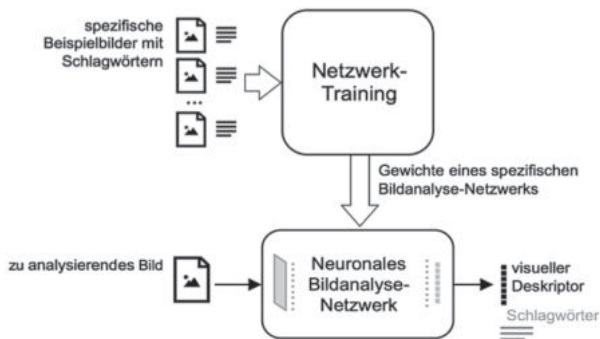 spezifische
Beispielbilder mit
Schlagwörtern
...
Netzwerk-
Training
Gewichte eines spezifischen
Bildanalyse-Netzwerks
zu analysierendes Bild
Neuronales
Bildanalyse-
Netzwerk
visueller
Deskriptor
Schlagwörter